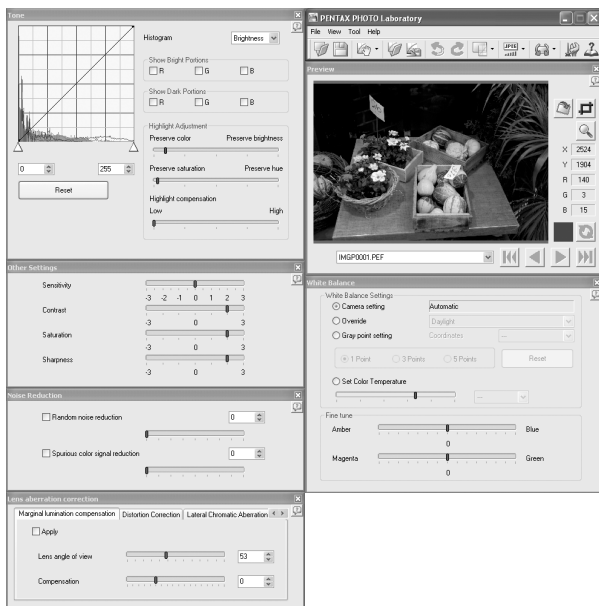 Tone
Histogram
Brightness
Show Bright Portions
R G B
Show Dark Portions
R G B
Highlight Adjustment
Preserve color Preserve brightness
Preserve saturation Preserve hue
Highlight compensation
Low High
0 255
Reset
Other Settings
Sensitivity
-3 -2 -1 0 1 2 3
Contrast
-3 0 3
Saturation
-3 0 3
Sharpness
-3 0 3
Noise Reduction
Random noise reduction 0
Spurious color signal reduction 0
Lens aberration correction
Marginal lumination compensation Distortion Correction Lateral Chromatic Aberration
Apply
Lens angle of view 53
Compensation 0
PENTAX PHOTO Laboratory
File View Tool Help
JPEG
Preview
X 2524
Y 1904
R 140
G 3
B 15
IMGP0001.PEF
White Balance
White Balance Settings
Camera setting Automatic
Override Daylight
Gray point setting Coordinates ---
1 Point 3 Points 5 Points Reset
Set Color Temperature
---
Fine tune
Amber Blue
0
Magenta Green
0